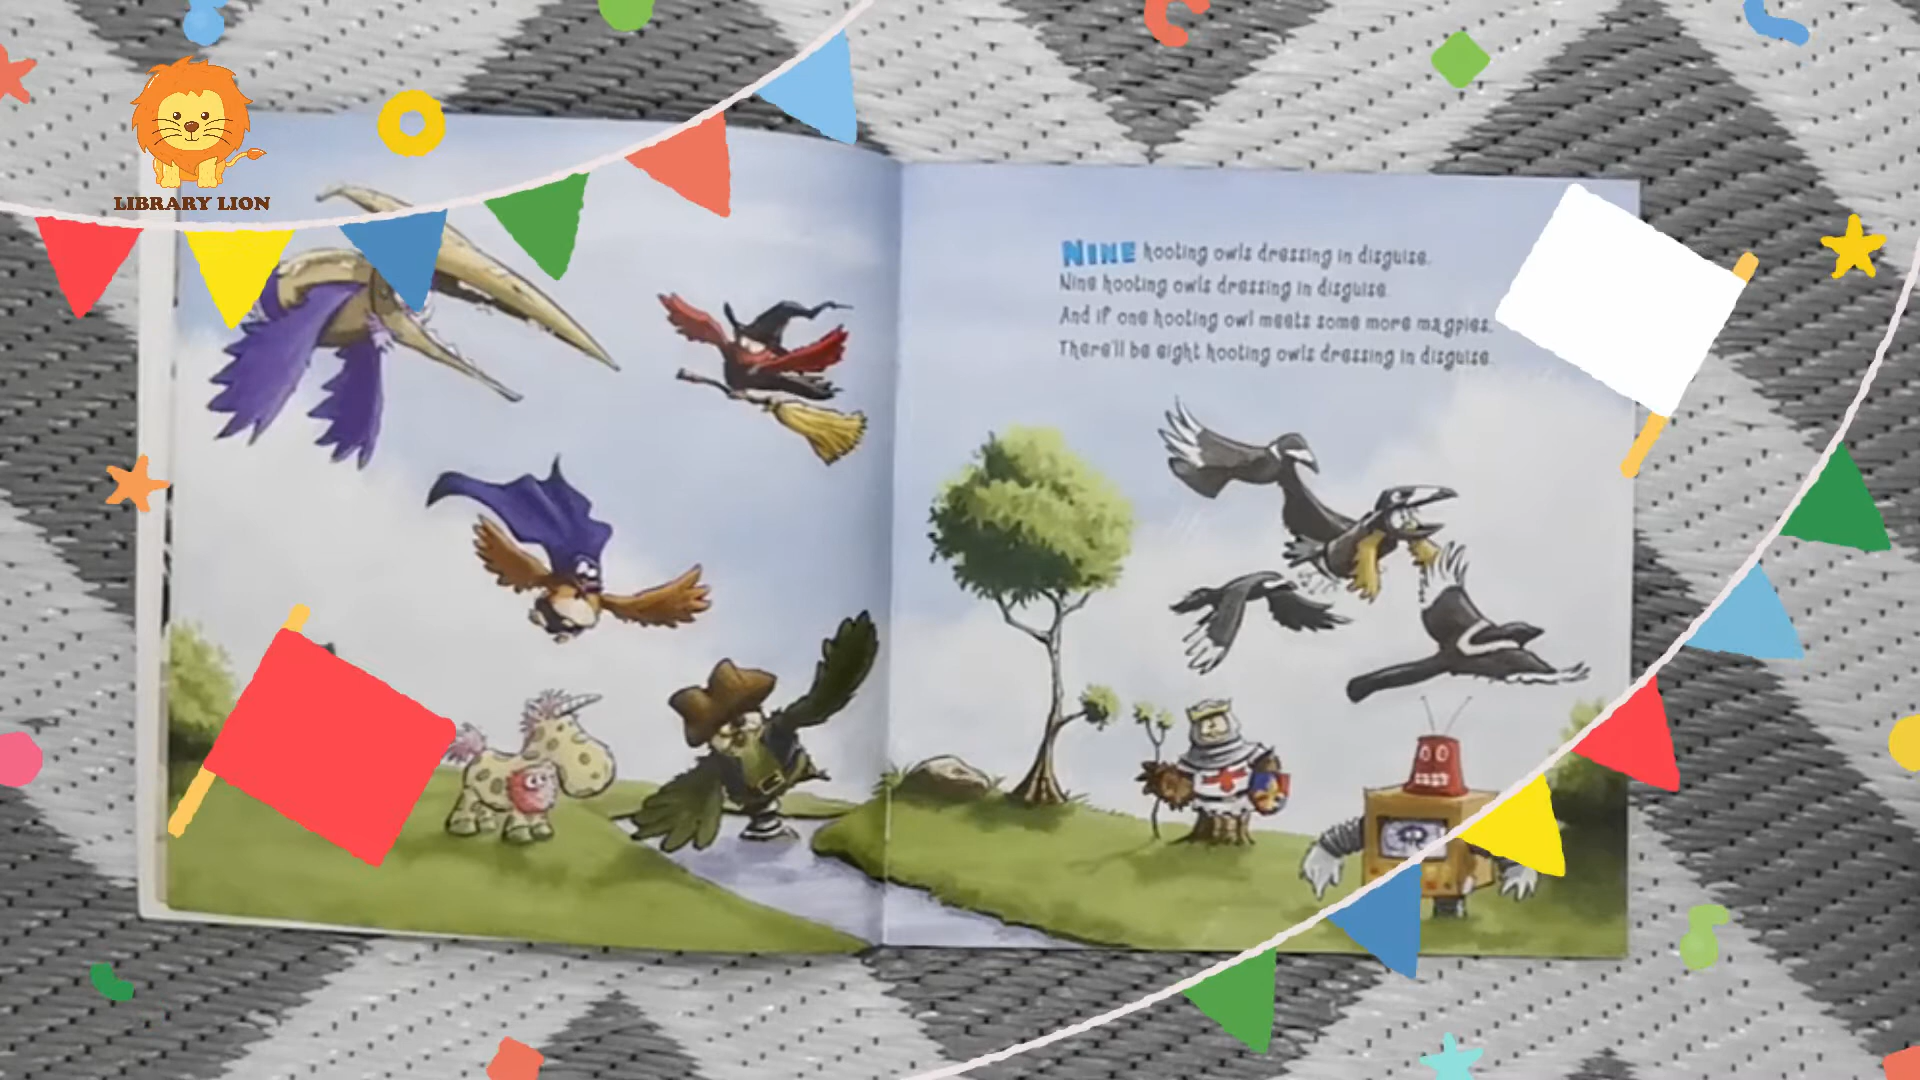 LIBRARY LION
NINE hooting owls dressing in disguise.
Nine hooting owls dressing in disguise.
And if one hooting owl meets some more magpies,
There'll be eight hooting owls dressing in disguise.